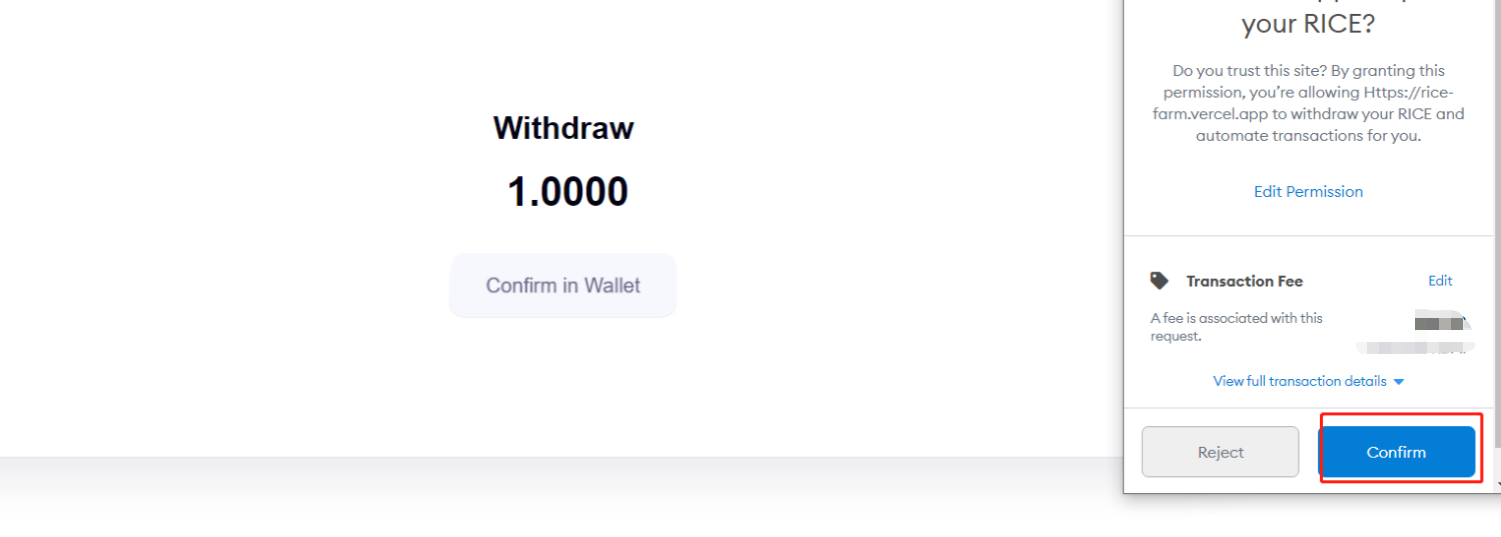 Withdraw
1.0000
Confirm in Wallet
your RICE?
Do you trust this site? By granting this
permission, you're allowing Https://rice-
farm.vercel.app to withdraw your RICE and
automate transactions for you.
Edit Permission
Transaction Fee
Edit
A fee is associated with this
request.
View full transaction details
Reject
Confirm